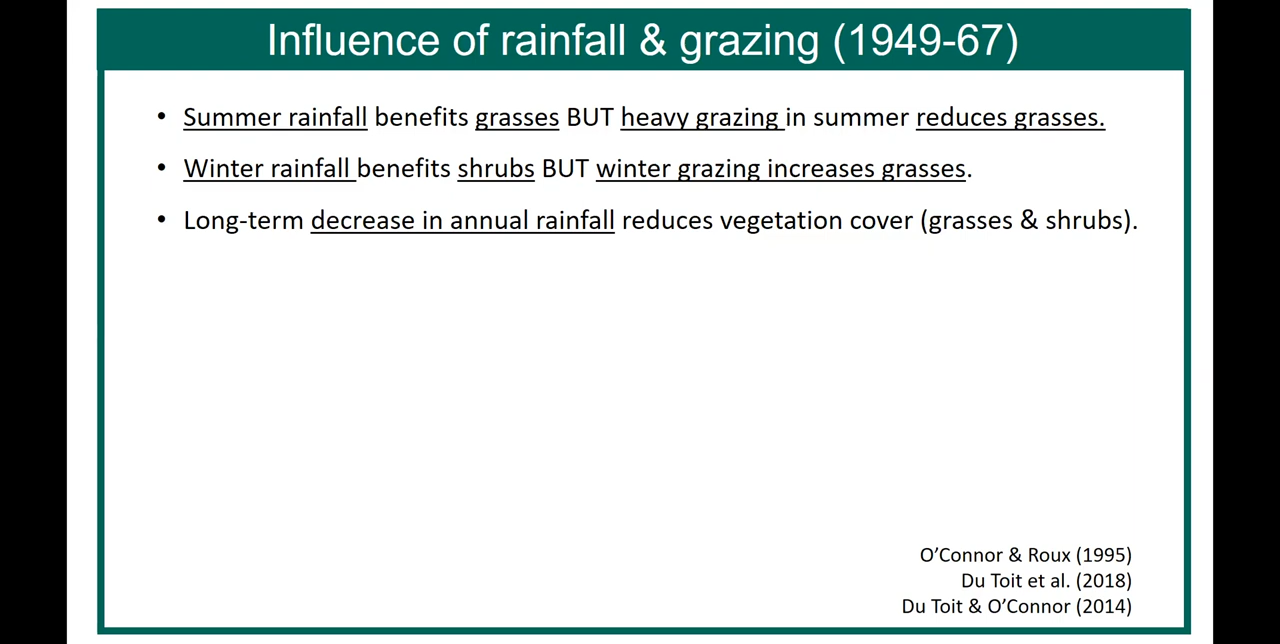 Influence of rainfall & grazing (1949-67)
• Summer rainfall benefits grasses BUT heavy grazing in summer reduces grasses.
• Winter rainfall benefits shrubs BUT winter grazing increases grasses.
• Long-term decrease in annual rainfall reduces vegetation cover (grasses & shrubs).
O’Connor & Roux (1995)
Du Toit et al. (2018)
Du Toit & O’Connor (2014)